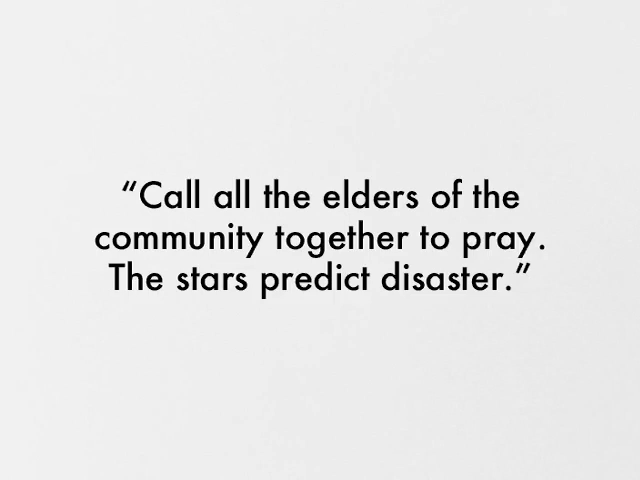 “Call all the elders of the
community together to pray.
The stars predict disaster.”